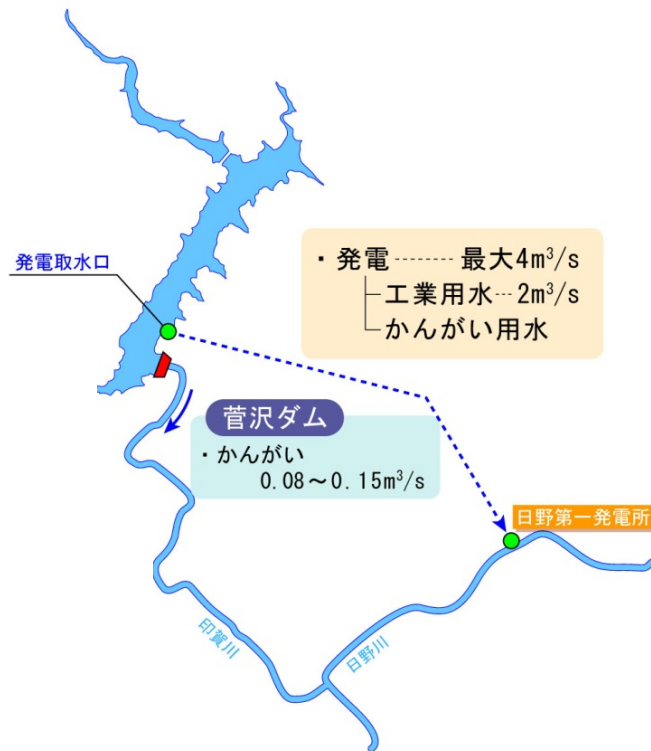 発電取水口
・発電--------最大4m³/s
工業用水---2m³/s
かんがい用水
菅沢ダム
・かんがい
0.08～0.15m³/s
日野第一発電所
印賀川
日野川